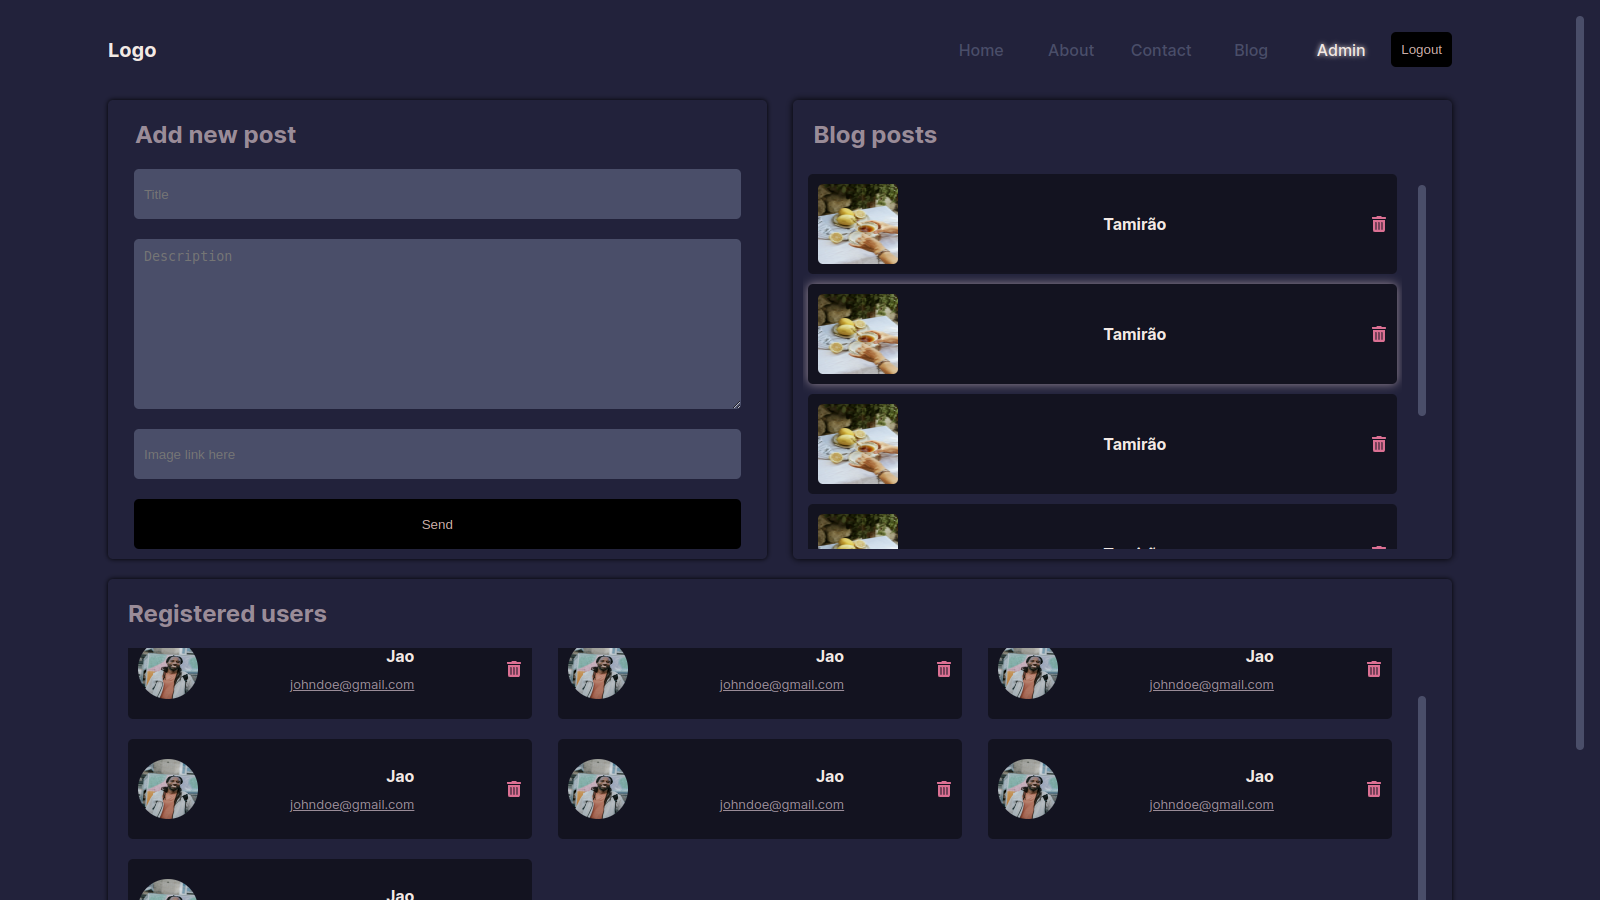 Logo
Home
About
Contact
Blog
Admin
Logout
Add new post
Title
Description
Image link here
Send
Blog posts
Tamirão
Tamirão
Tamirão
Tamirão
Registered users
Jao
johndoe@gmail.com
Jao
johndoe@gmail.com
Jao
johndoe@gmail.com
Jao
johndoe@gmail.com
Jao
johndoe@gmail.com
Jao
johndoe@gmail.com
Jao